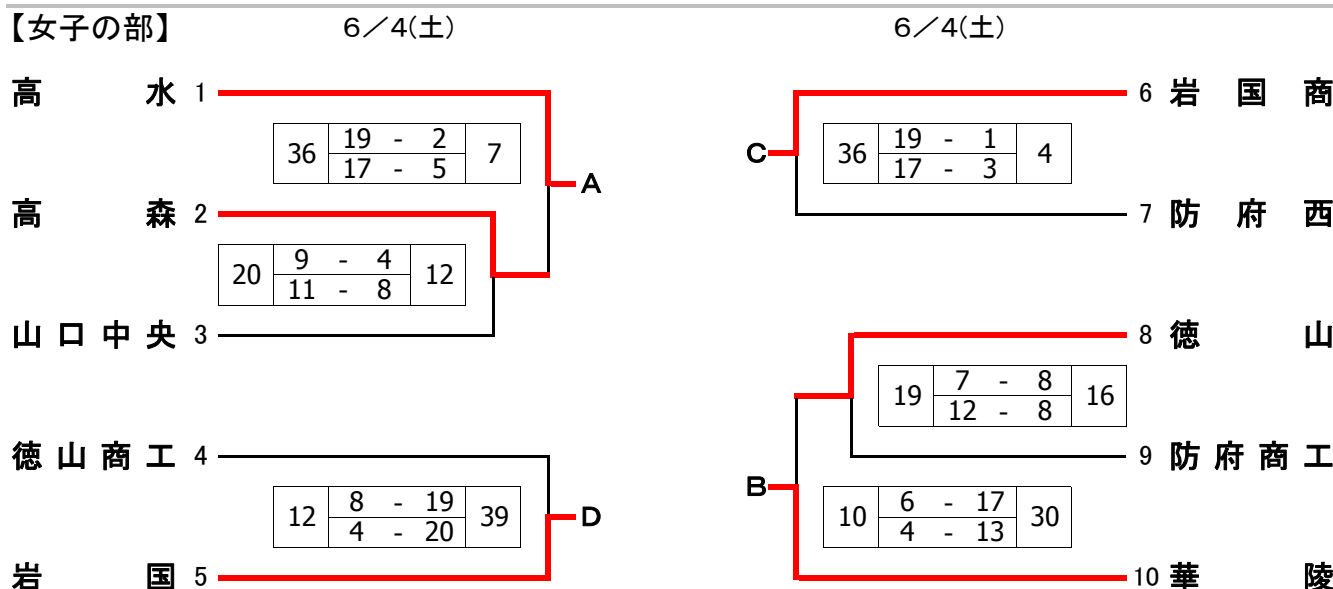 【女子の部】 6/4(土) 6/4(土)
高水 1 6 岩国商
36 19 - 2 7 36 19 - 1 4
17 - 5 17 - 3
A C
高森 2 7 防府西
20 9 - 4 12
11 - 8
山口中央 3 8 徳山
19 7 - 8 16
12 - 8
徳山商工 4 9 防府商工
B
12 8 - 19 39 10 6 - 17 30
4 - 20 4 - 13
D
岩国 5 10 華陵